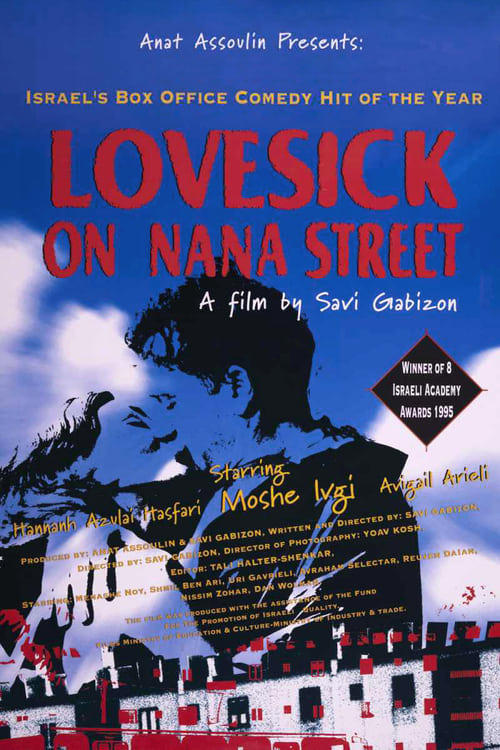 Anat Assoulin Presents:
ISRAEL'S BOX OFFICE COMEDY HIT OF THE YEAR
LOVESICK
ON NANA STREET
A film by Savi Gabizon
WINNER OF 8
ISRAELI ACADEMY
AWARDS 1995
Starring
Hannanh Azulai Hasfari Moshe Ivgi Avigail Arieli
PRODUCED BY: ANAT ASSOULIN & SAVI GABIZON, WRITTEN AND DIRECTED BY: SAVI GABIZON
DIRECTED BY: SAVI GABIZON, DIRECTOR OF PHOTOGRAPHY: YOAV KOSH.
EDITOR: TALI HALTER-SHENKAR.
STARRING: MENASHE NOY, SHMIL BEN ARI, URI GAVRIELI, AVRAHAM SELECTAR, REUVEN DAIAN,
NISSIM ZOHAR, DAN
THE FILM WAS PRODUCED WITH THE ASSISTANCE OF THE FUND
FOR THE PROMOTION OF ISRAELI QUALITY
FILMS MINISTRY OF EDUCATION & CULTURE-MINISTRY OF INDUSTRY & TRADE.